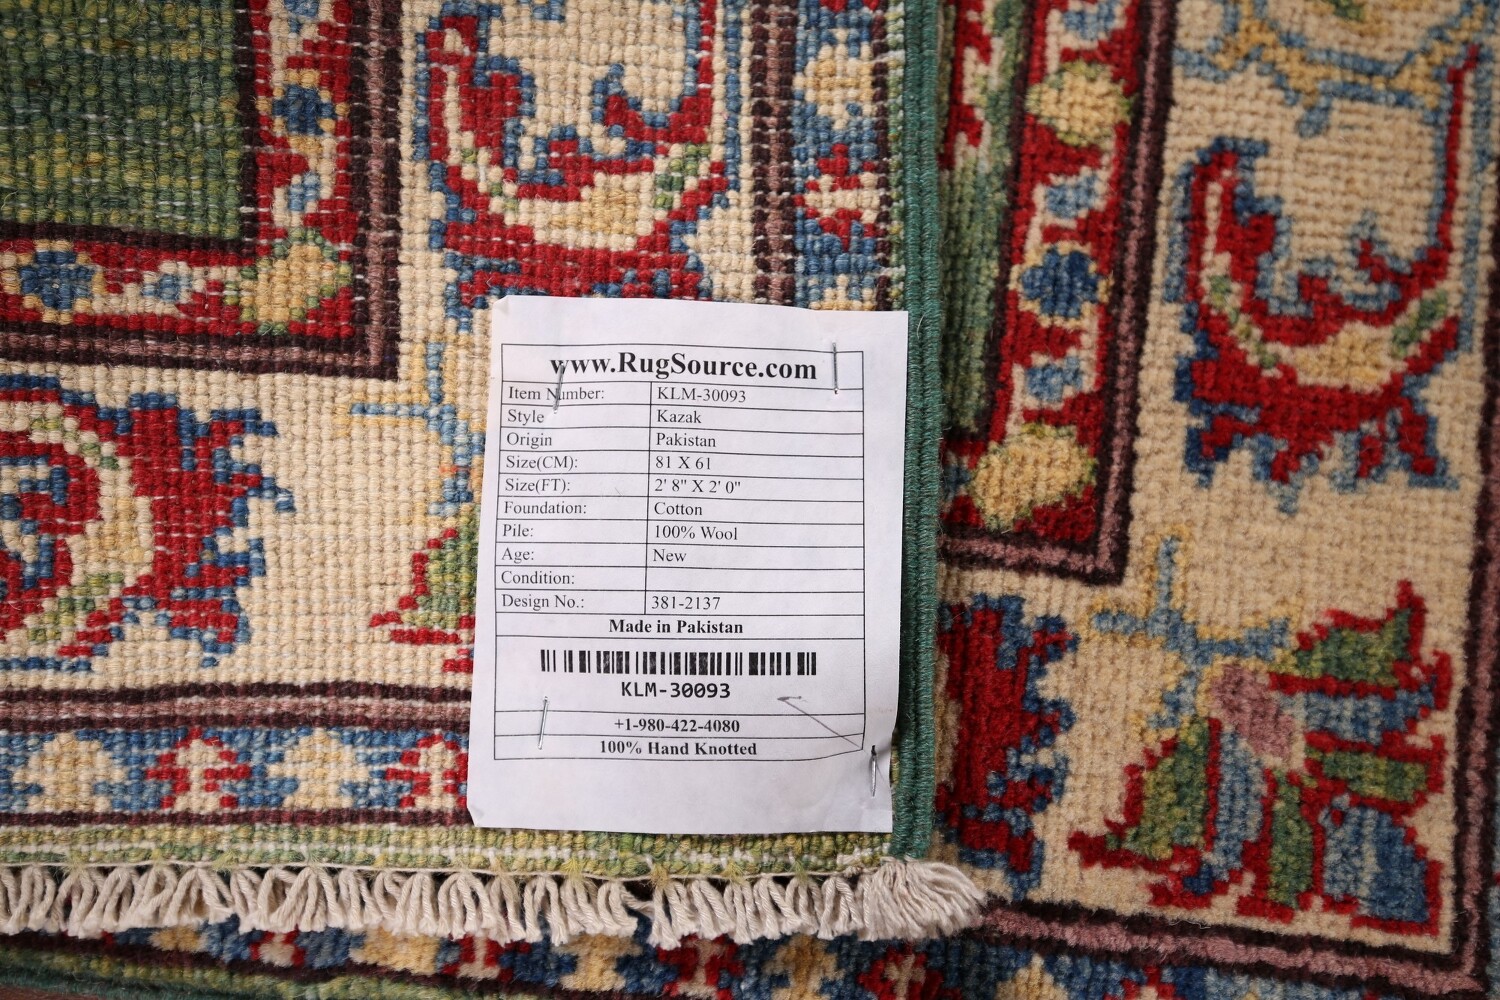 www.RugSource.com
Item Number: KLM-30093
Style Kazak
Origin Pakistan
Size(CM): 81 X 61
Size(FT): 2' 8" X 2' 0"
Foundation: Cotton
Pile: 100% Wool
Age: New
Condition:
Design No.: 381-2137
Made in Pakistan
KLM-30093
+1-980-422-4080
100% Hand Knotted